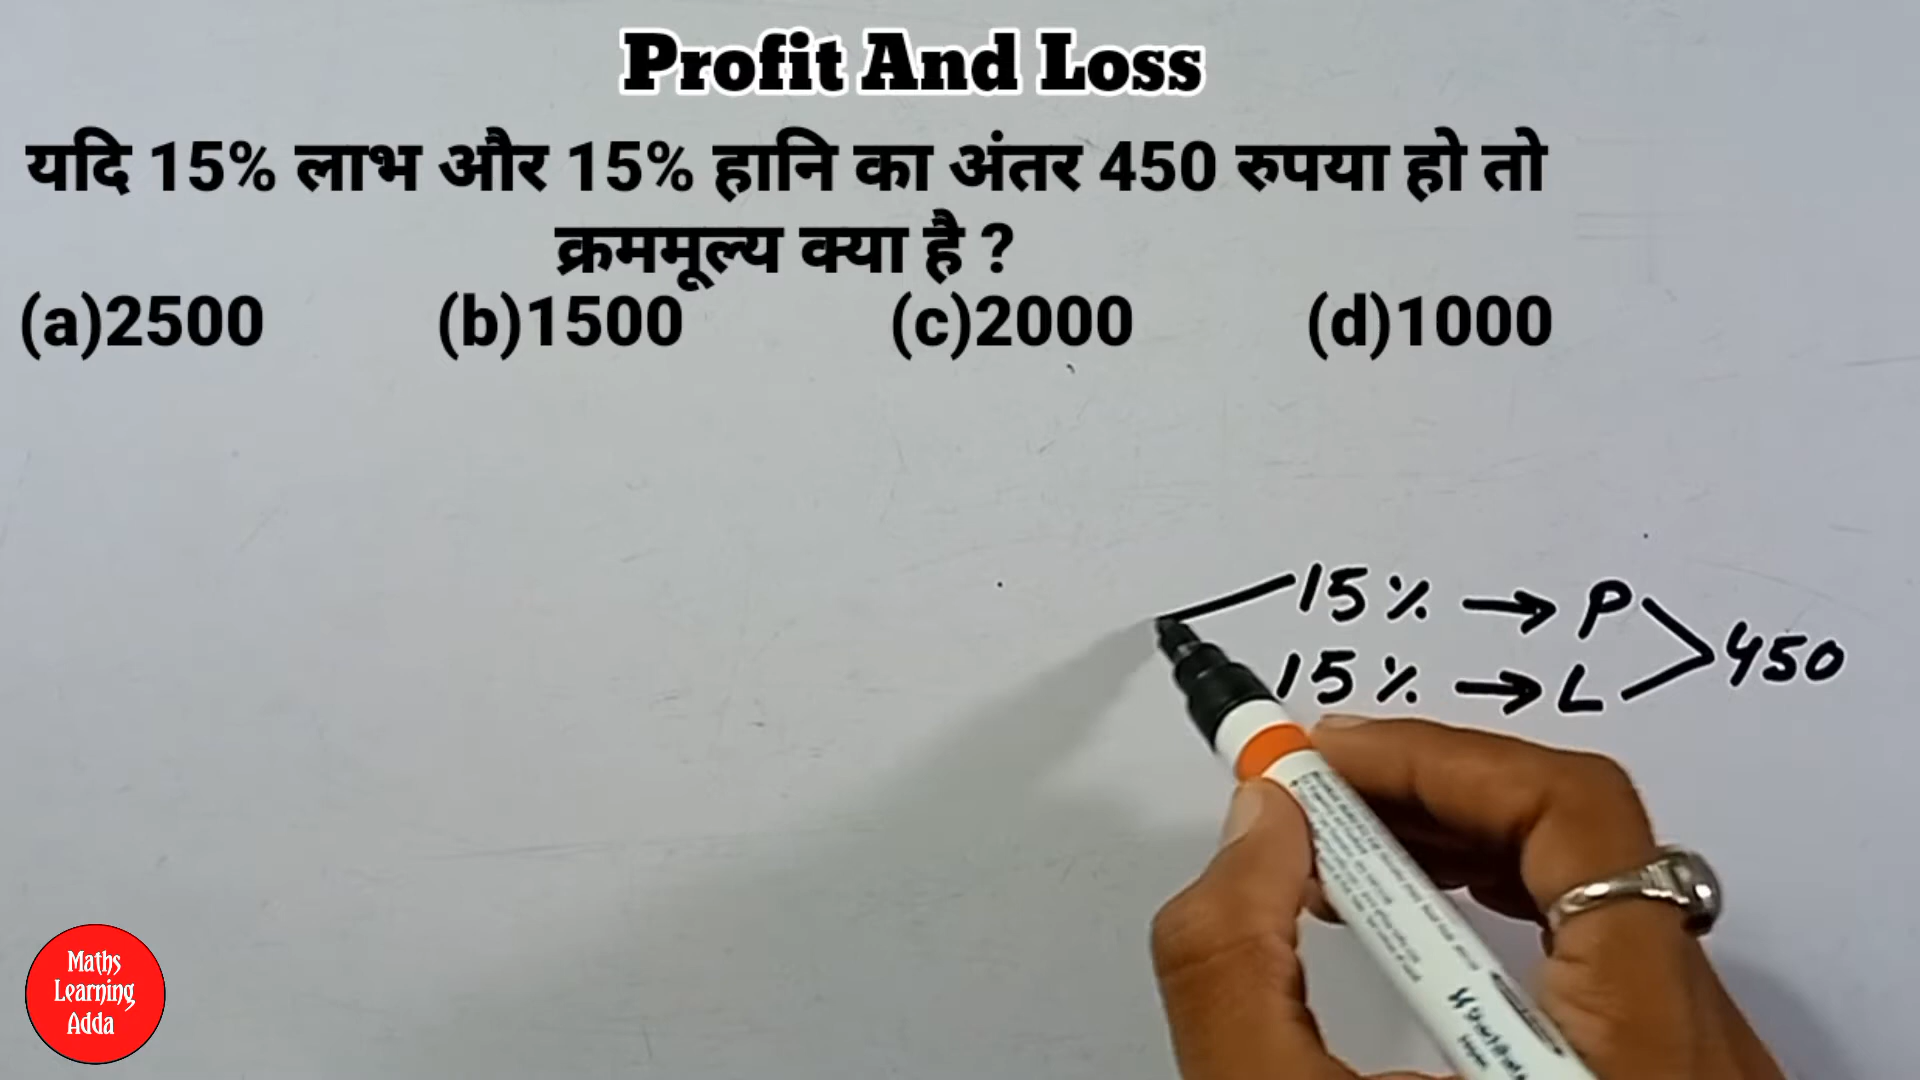 Profit And Loss
यदि 15% लाभ और 15% हानि का अंतर 450 रुपया हो तो
क्रममूल्य क्या है ?
(a)2500 (b)1500 (c)2000 (d)1000
15% → P
450
15% → L
Maths
Learning
Adda